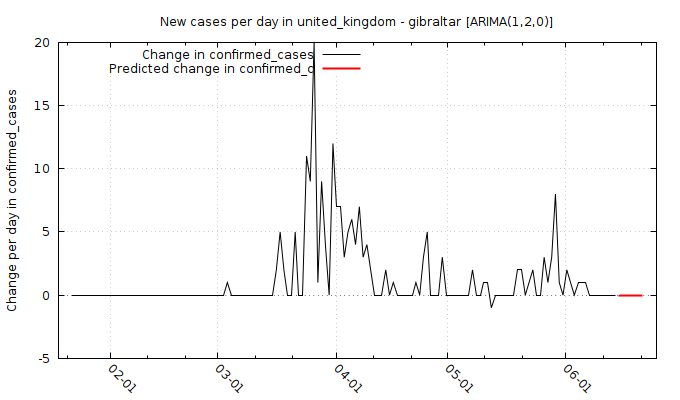 New cases per day in united_kingdom - gibraltar [ARIMA(1,2,0)]
Change in confirmed_cases
Predicted change in confirmed_c
Change per day in confirmed_cases
20
15
10
5
0
-5
02-01
03-01
04-01
05-01
06-01